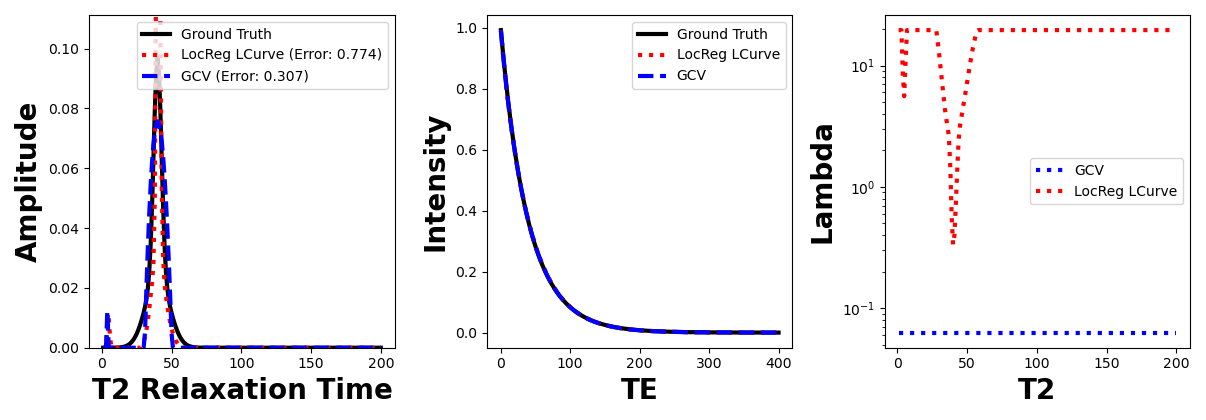 Amplitude
0.10
0.08
0.06
0.04
0.02
0.00
Ground Truth
LocReg LCurve (Error: 0.774)
GCV (Error: 0.307)
0 50 100 150 200
T2 Relaxation Time
Intensity
1.0
0.8
0.6
0.4
0.2
0.0
Ground Truth
LocReg LCurve
GCV
0 100 200 300 400
TE
Lambda
10¹
10⁰
10⁻¹
GCV
LocReg LCurve
0 50 100 150 200
T2